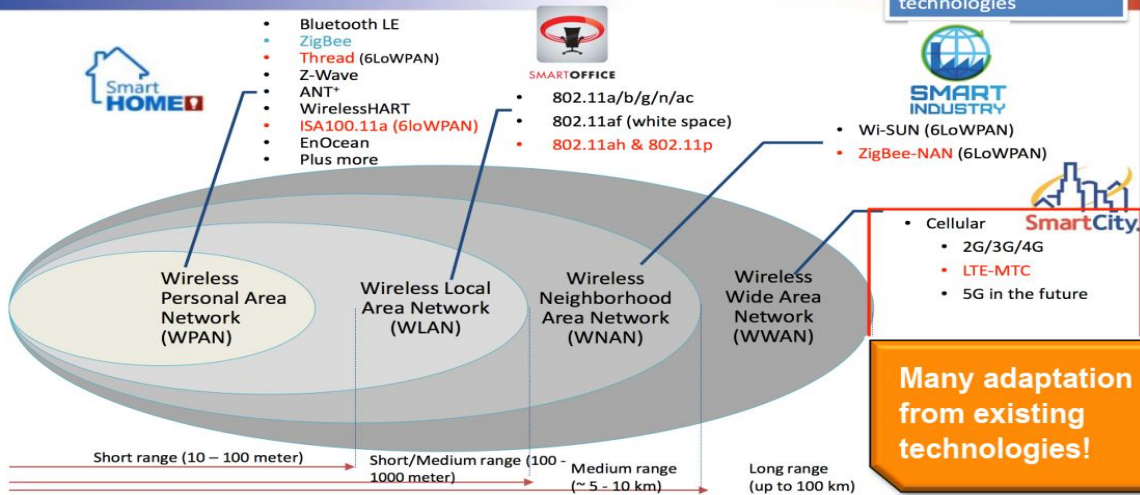 technologies
Smart
HOME
• Bluetooth LE
• ZigBee
• Thread (6LoWPAN)
• Z-Wave
• ANT⁺
• WirelessHART
• ISA100.11a (6loWPAN)
• EnOcean
• Plus more
SMARTOFFICE
• 802.11a/b/g/n/ac
• 802.11af (white space)
• 802.11ah & 802.11p
SMART
INDUSTRY
• Wi-SUN (6LoWPAN)
• ZigBee-NAN (6LoWPAN)
SmartCity
• Cellular
• 2G/3G/4G
• LTE-MTC
• 5G in the future
Wireless
Personal Area
Network
(WPAN)
Wireless Local
Area Network
(WLAN)
Wireless
Neighborhood
Area Network
(WNAN)
Wireless
Wide Area
Network
(WWAN)
Many adaptation
from existing
technologies!
Short range (10 – 100 meter)
Short/Medium range (100 -
1000 meter)
Medium range
(~ 5 - 10 km)
Long range
(up to 100 km)